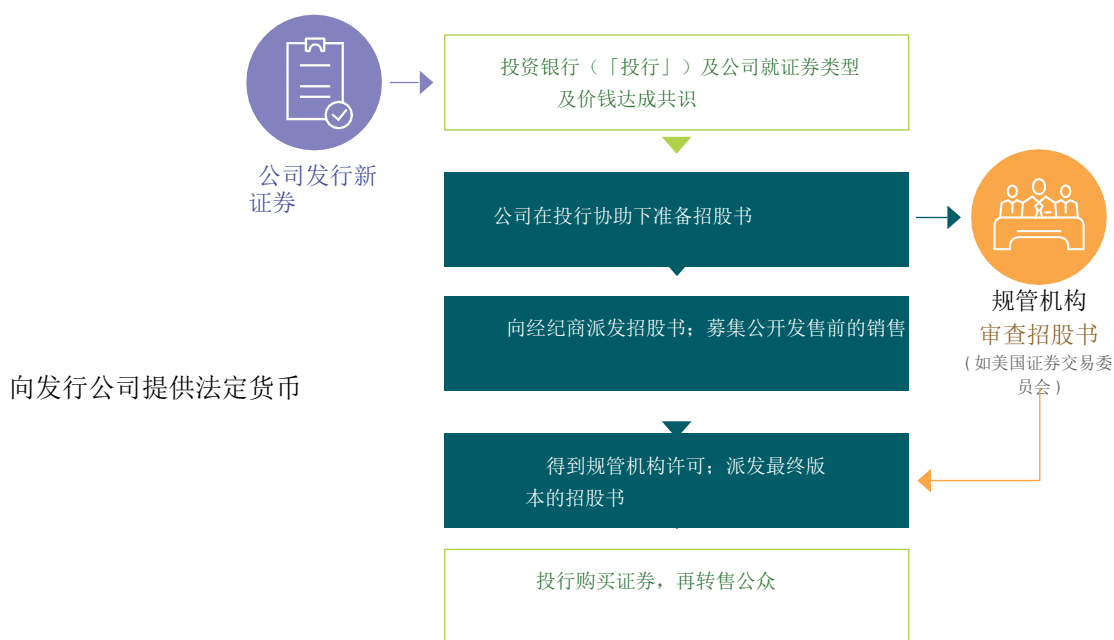 投资银行（「投行」）及公司就证券类型
及价钱达成共识
公司发行新
证券
公司在投行协助下准备招股书
规管机构
审查招股书
(如美国证券交易委
员会)
向经纪商派发招股书；募集公开发售前的销售
向发行公司提供法定货币
得到规管机构许可；派发最终版
本的招股书
投行购买证券，再转售公众